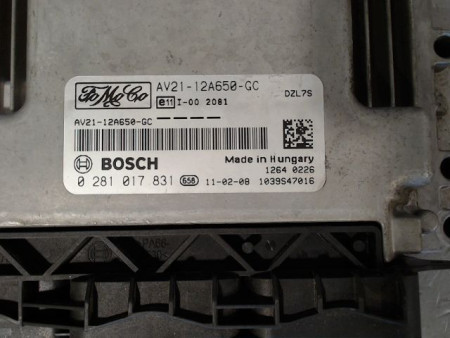 FoMoCo AV21-12A650-GC DZL7S
e11 I-00 2081
AV21-12A650-GC — — — —
BOSCH Made in Hungary
1264 0226
0 281 017 831 658 11-02-08 1039S47016